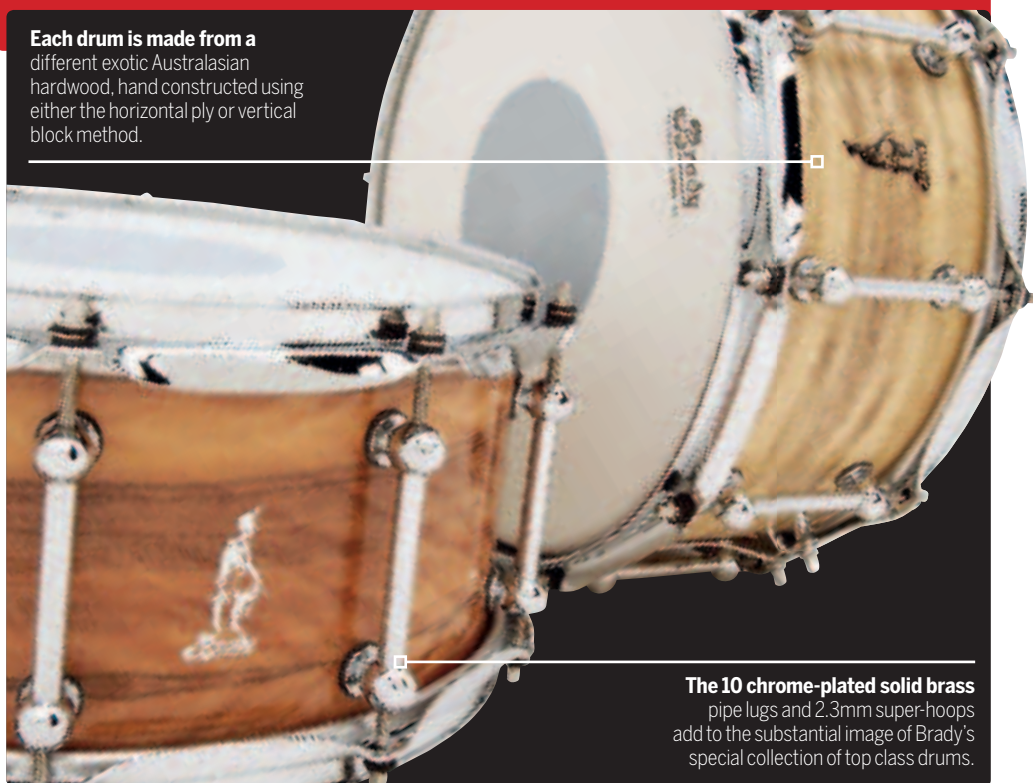 Each drum is made from a
different exotic Australasian
hardwood, hand constructed using
either the horizontal ply or vertical
block method.
Brady
The 10 chrome-plated solid brass
pipe lugs and 2.3mm super-hoops
add to the substantial image of Brady's
special collection of top class drums.